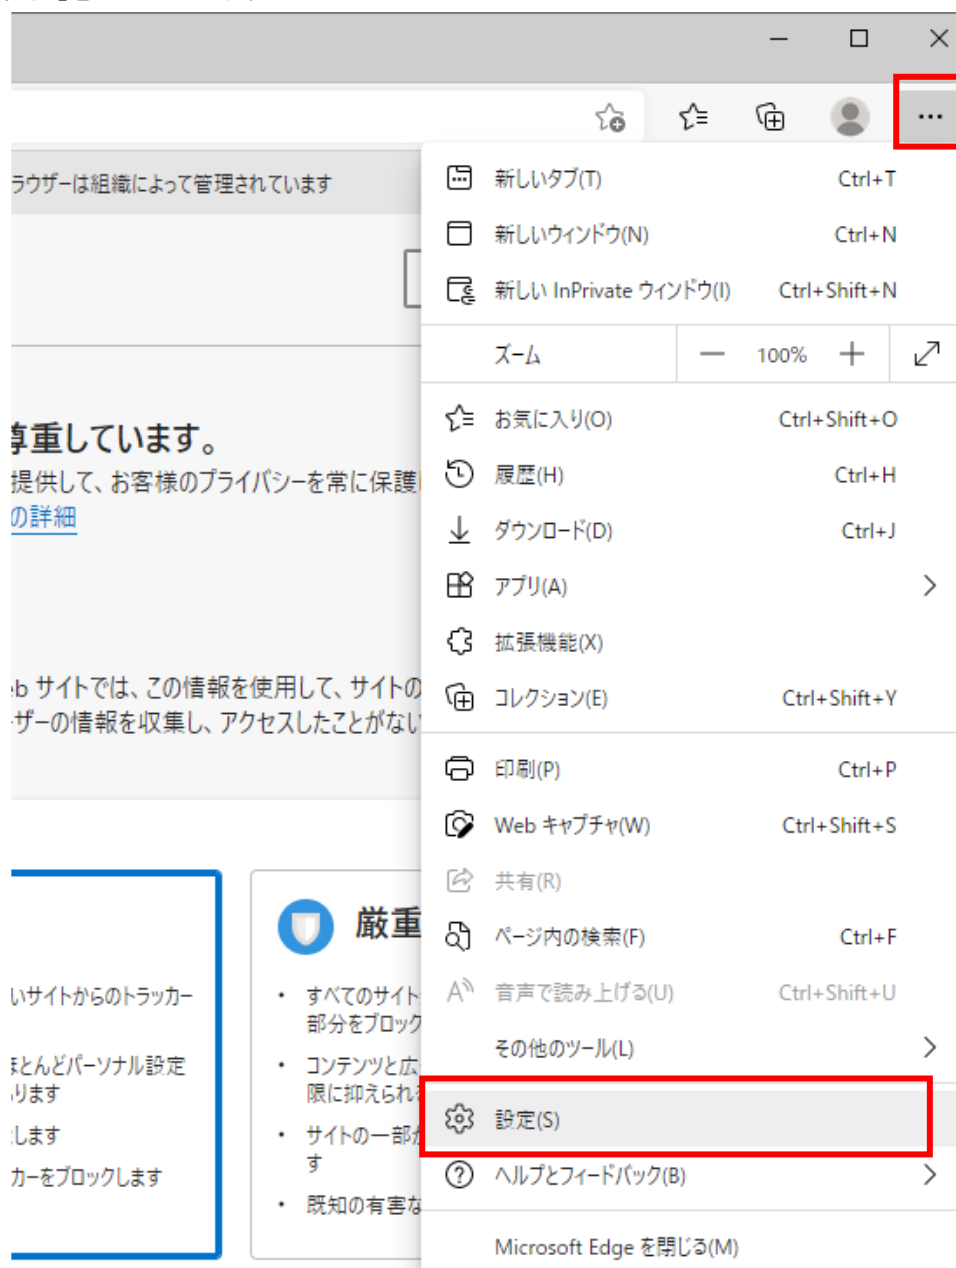 ラウザーは組織によって管理されています
尊重しています。
提供して、お客様のプライバシーを常に保護
の詳細
eb サイトでは、この情報を使用して、サイトの
ーザーの情報を収集し、アクセスしたことがない
いサイトからのトラッカー
ほとんどパーソナル設定
ります
します
カーをブロックします
厳重
• すべてのサイト
部分をブロック
• コンテンツと広
限に抑えられ
• サイトの一部が
す
• 既知の有害な
新しいタブ(T) Ctrl+T
新しいウィンドウ(N) Ctrl+N
新しい InPrivate ウィンドウ(I) Ctrl+Shift+N
ズーム — 100% +
お気に入り(O) Ctrl+Shift+O
履歴(H) Ctrl+H
ダウンロード(D) Ctrl+J
アプリ(A)
拡張機能(X)
コレクション(E) Ctrl+Shift+Y
印刷(P) Ctrl+P
Web キャプチャ(W) Ctrl+Shift+S
共有(R)
ページ内の検索(F) Ctrl+F
音声で読み上げる(U) Ctrl+Shift+U
その他のツール(L)
設定(S)
ヘルプとフィードバック(B)
Microsoft Edge を閉じる(M)